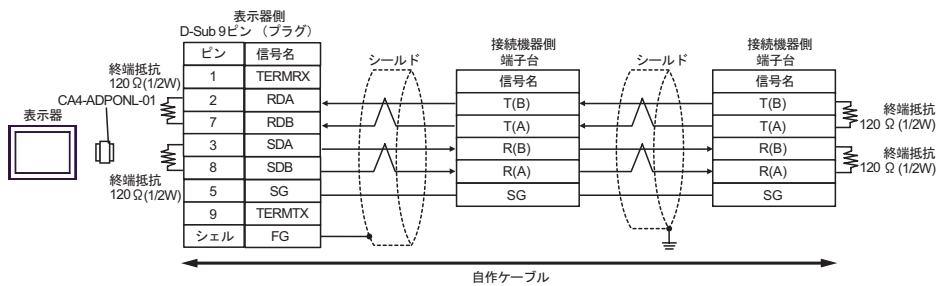 表示器側
D-Sub 9ピン （プラグ）
ピン 信号名
1 TERMRX
2 RDA
7 RDB
3 SDA
8 SDB
5 SG
9 TERMTX
シェル FG
終端抵抗
120 Ω(1/2W)
CA4-ADPONL-01
表示器
終端抵抗
120 Ω(1/2W)
シールド
接続機器側
端子台
信号名
T(B)
T(A)
R(B)
R(A)
SG
シールド
接続機器側
端子台
信号名
T(B)
T(A)
R(B)
R(A)
SG
終端抵抗
120 Ω (1/2W)
終端抵抗
120 Ω (1/2W)
自作ケーブル